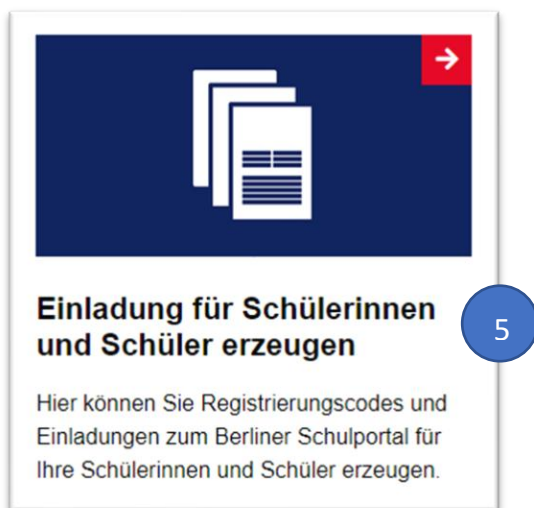 Einladung für Schülerinnen
und Schüler erzeugen
5
Hier können Sie Registrierungscodes und
Einladungen zum Berliner Schulportal für
Ihre Schülerinnen und Schüler erzeugen.